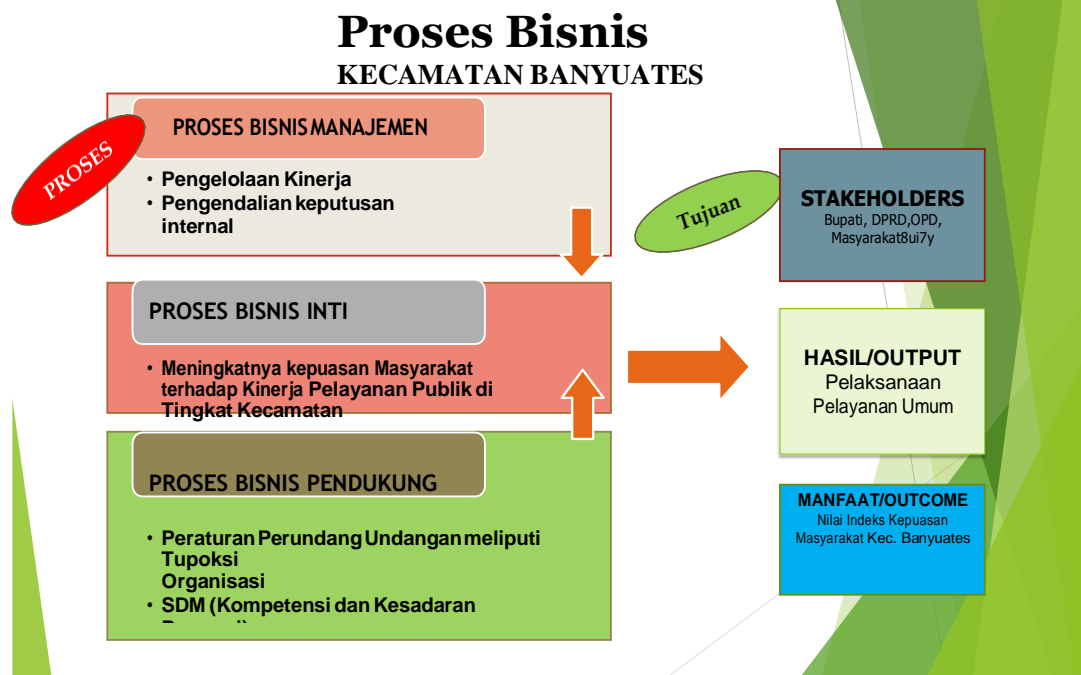 Proses Bisnis
KECAMATAN BANYUATES
PROSES
PROSES BISNIS MANAJEMEN
• Pengelolaan Kinerja
• Pengendalian keputusan
internal
PROSES BISNIS INTI
• Meningkatnya kepuasan Masyarakat
terhadap Kinerja Pelayanan Publik di
Tingkat Kecamatan
PROSES BISNIS PENDUKUNG
• Peraturan Perundang Undangan meliputi
Tupoksi
Organisasi
• SDM (Kompetensi dan Kesadaran
Tujuan
STAKEHOLDERS
Bupati, DPRD,OPD,
Masyarakat8ui7y
HASIL/OUTPUT
Pelaksanaan
Pelayanan Umum
MANFAAT/OUTCOME
Nilai Indeks Kepuasan
Masyarakat Kec. Banyuates